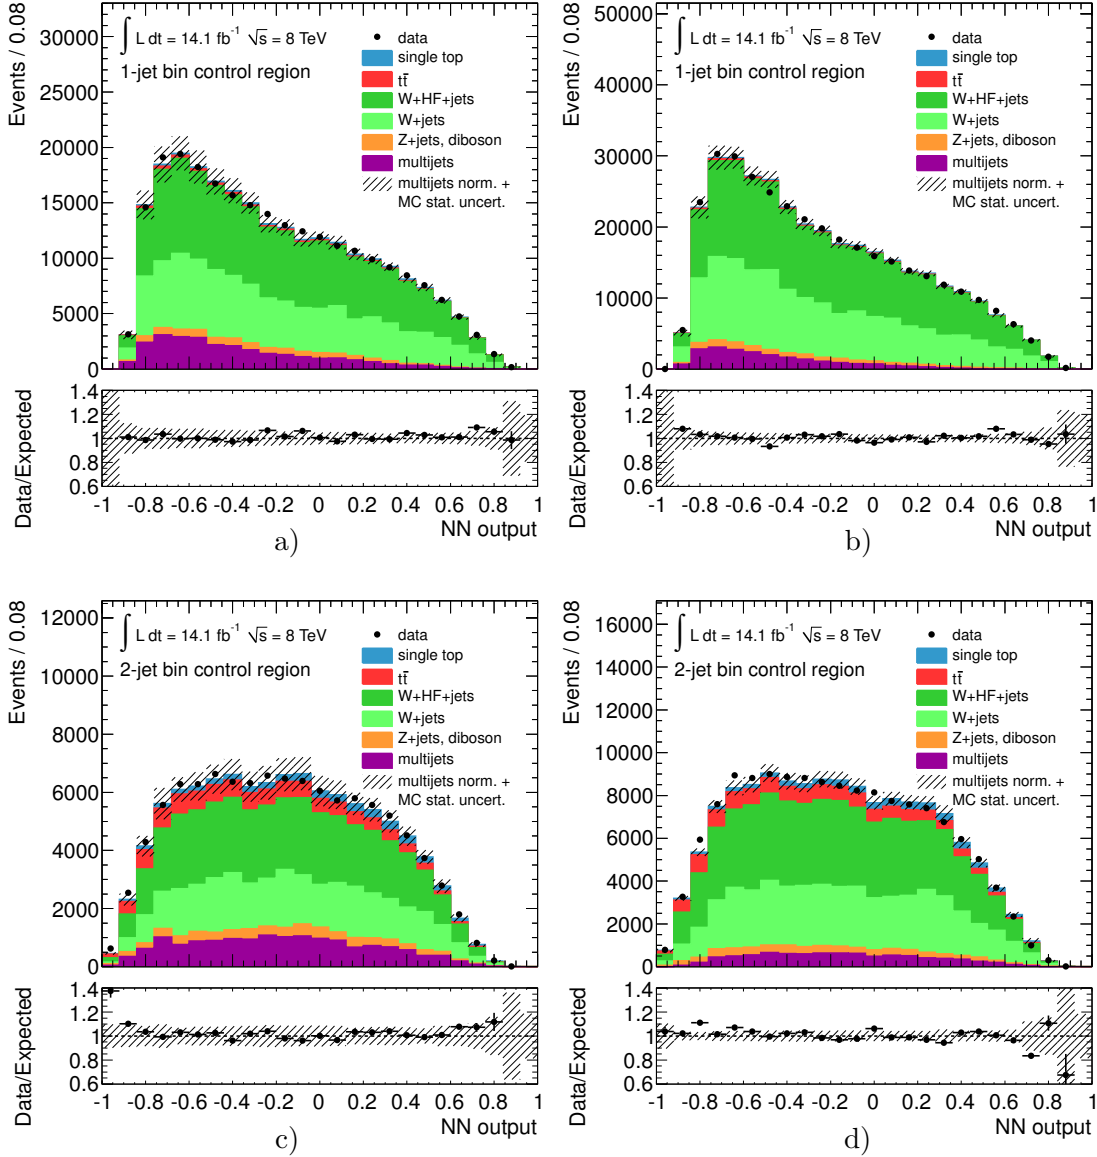 Events / 0.08
30000
25000
20000
15000
10000
5000
0
∫ L dt = 14.1 fb⁻¹ √s = 8 TeV
1-jet bin control region
data
single top
tt̄
W+HF+jets
W+jets
Z+jets, diboson
multijets
multijets norm. +
MC stat. uncert.
Data/Expected
1.4
1.2
1
0.8
0.6
-1 -0.8 -0.6 -0.4 -0.2 0 0.2 0.4 0.6 0.8 1
NN output
a)
Events / 0.08
50000
40000
30000
20000
10000
0
∫ L dt = 14.1 fb⁻¹ √s = 8 TeV
1-jet bin control region
data
single top
tt̄
W+HF+jets
W+jets
Z+jets, diboson
multijets
multijets norm. +
MC stat. uncert.
Data/Expected
1.4
1.2
1
0.8
0.6
-1 -0.8 -0.6 -0.4 -0.2 0 0.2 0.4 0.6 0.8 1
NN output
b)
Events / 0.08
12000
10000
8000
6000
4000
2000
0
∫ L dt = 14.1 fb⁻¹ √s = 8 TeV
2-jet bin control region
data
single top
tt̄
W+HF+jets
W+jets
Z+jets, diboson
multijets
multijets norm. +
MC stat. uncert.
Data/Expected
1.4
1.2
1
0.8
0.6
-1 -0.8 -0.6 -0.4 -0.2 0 0.2 0.4 0.6 0.8 1
NN output
c)
Events / 0.08
16000
14000
12000
10000
8000
6000
4000
2000
0
∫ L dt = 14.1 fb⁻¹ √s = 8 TeV
2-jet bin control region
data
single top
tt̄
W+HF+jets
W+jets
Z+jets, diboson
multijets
multijets norm. +
MC stat. uncert.
Data/Expected
1.4
1.2
1
0.8
0.6
-1 -0.8 -0.6 -0.4 -0.2 0 0.2 0.4 0.6 0.8 1
NN output
d)